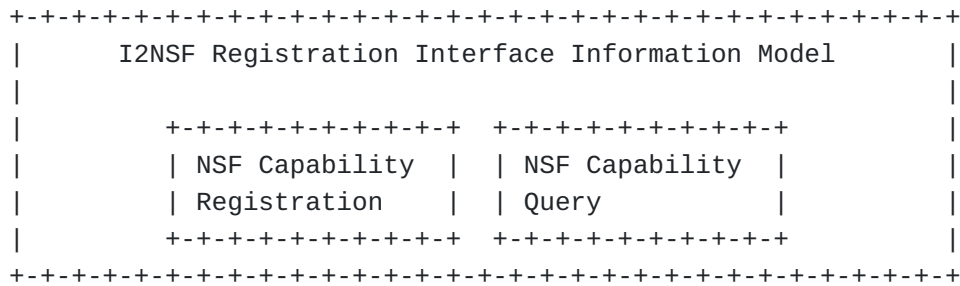 +-+-+-+-+-+-+-+-+-+-+-+-+-+-+-+-+-+-+-+-+-+-+-+-+-+-+-+-+-+-+
|      I2NSF Registration Interface Information Model       |
|                                                           |
|         +-+-+-+-+-+-+-+-+-+  +-+-+-+-+-+-+-+-+-+          |
|         | NSF Capability  |  | NSF Capability  |          |
|         | Registration    |  | Query           |          |
|         +-+-+-+-+-+-+-+-+-+  +-+-+-+-+-+-+-+-+-+          |
+-+-+-+-+-+-+-+-+-+-+-+-+-+-+-+-+-+-+-+-+-+-+-+-+-+-+-+-+-+-+